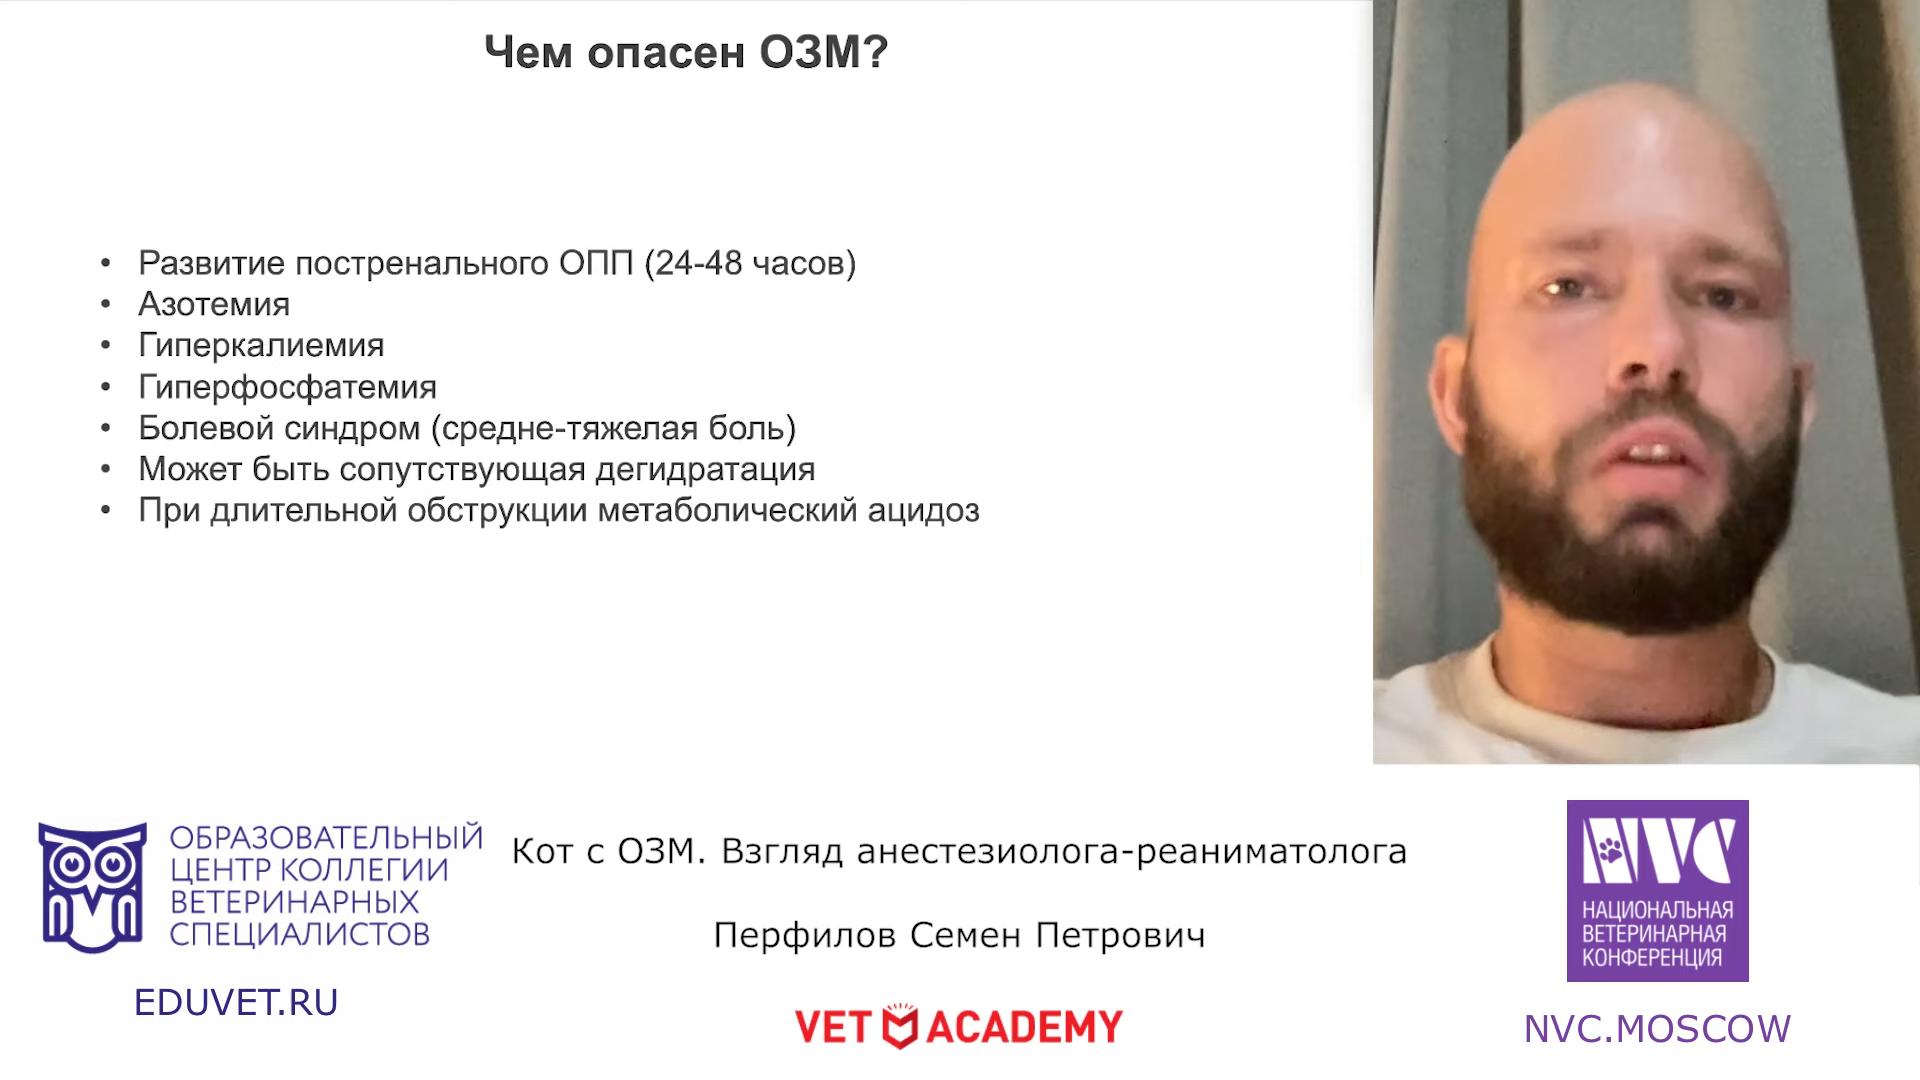 Чем опасен ОЗМ?
• Развитие постренального ОПП (24-48 часов)
• Азотемия
• Гиперкалиемия
• Гиперфосфатемия
• Болевой синдром (средне-тяжелая боль)
• Может быть сопутствующая дегидратация
• При длительной обструкции метаболический ацидоз
ОБРАЗОВАТЕЛЬНЫЙ
ЦЕНТР КОЛЛЕГИИ
ВЕТЕРИНАРНЫХ
СПЕЦИАЛИСТОВ
EDUVET.RU
Кот с ОЗМ. Взгляд анестезиолога-реаниматолога
Перфилов Семен Петрович
VET ACADEMY
NVC
НАЦИОНАЛЬНАЯ
ВЕТЕРИНАРНАЯ
КОНФЕРЕНЦИЯ
NVC.MOSCOW